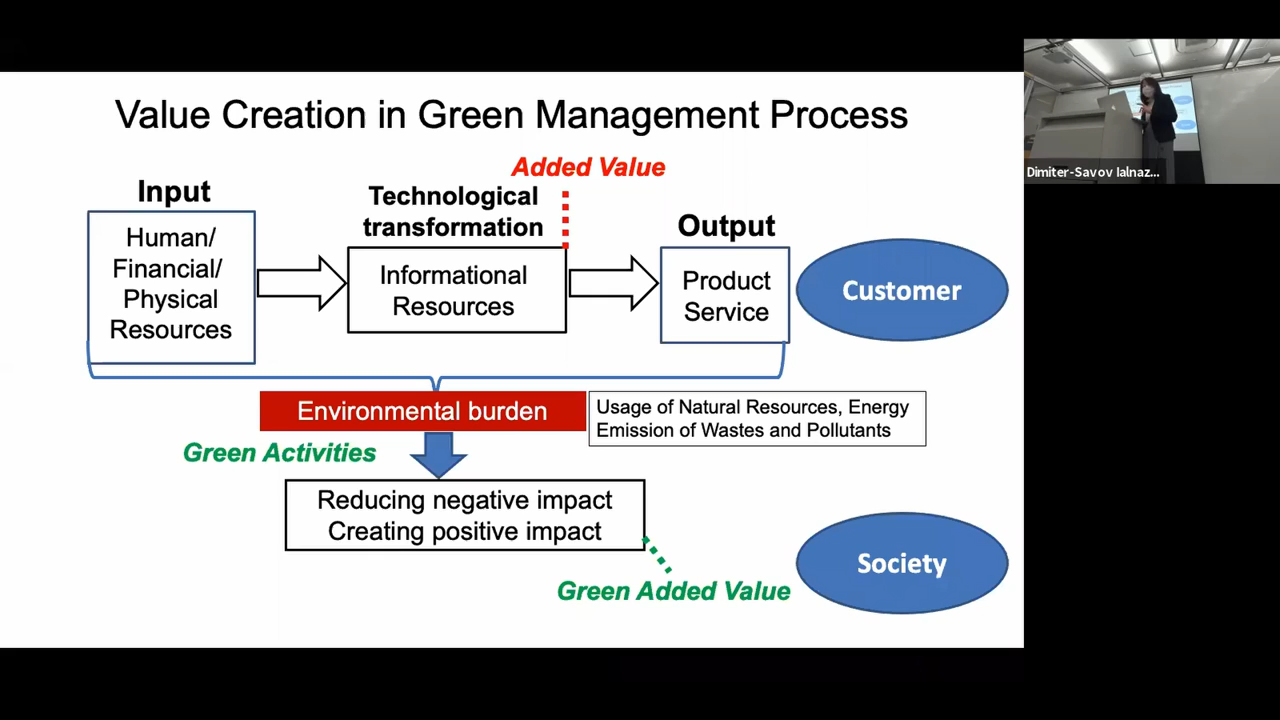 Value Creation in Green Management Process
Added Value
Input
Technological
transformation
Output
Human/
Financial/
Physical
Resources
Informational
Resources
Product
Service
Customer
Environmental burden
Usage of Natural Resources, Energy
Emission of Wastes and Pollutants
Green Activities
Reducing negative impact
Creating positive impact
Green Added Value
Society
Dimiter-Savov Ialnaz...